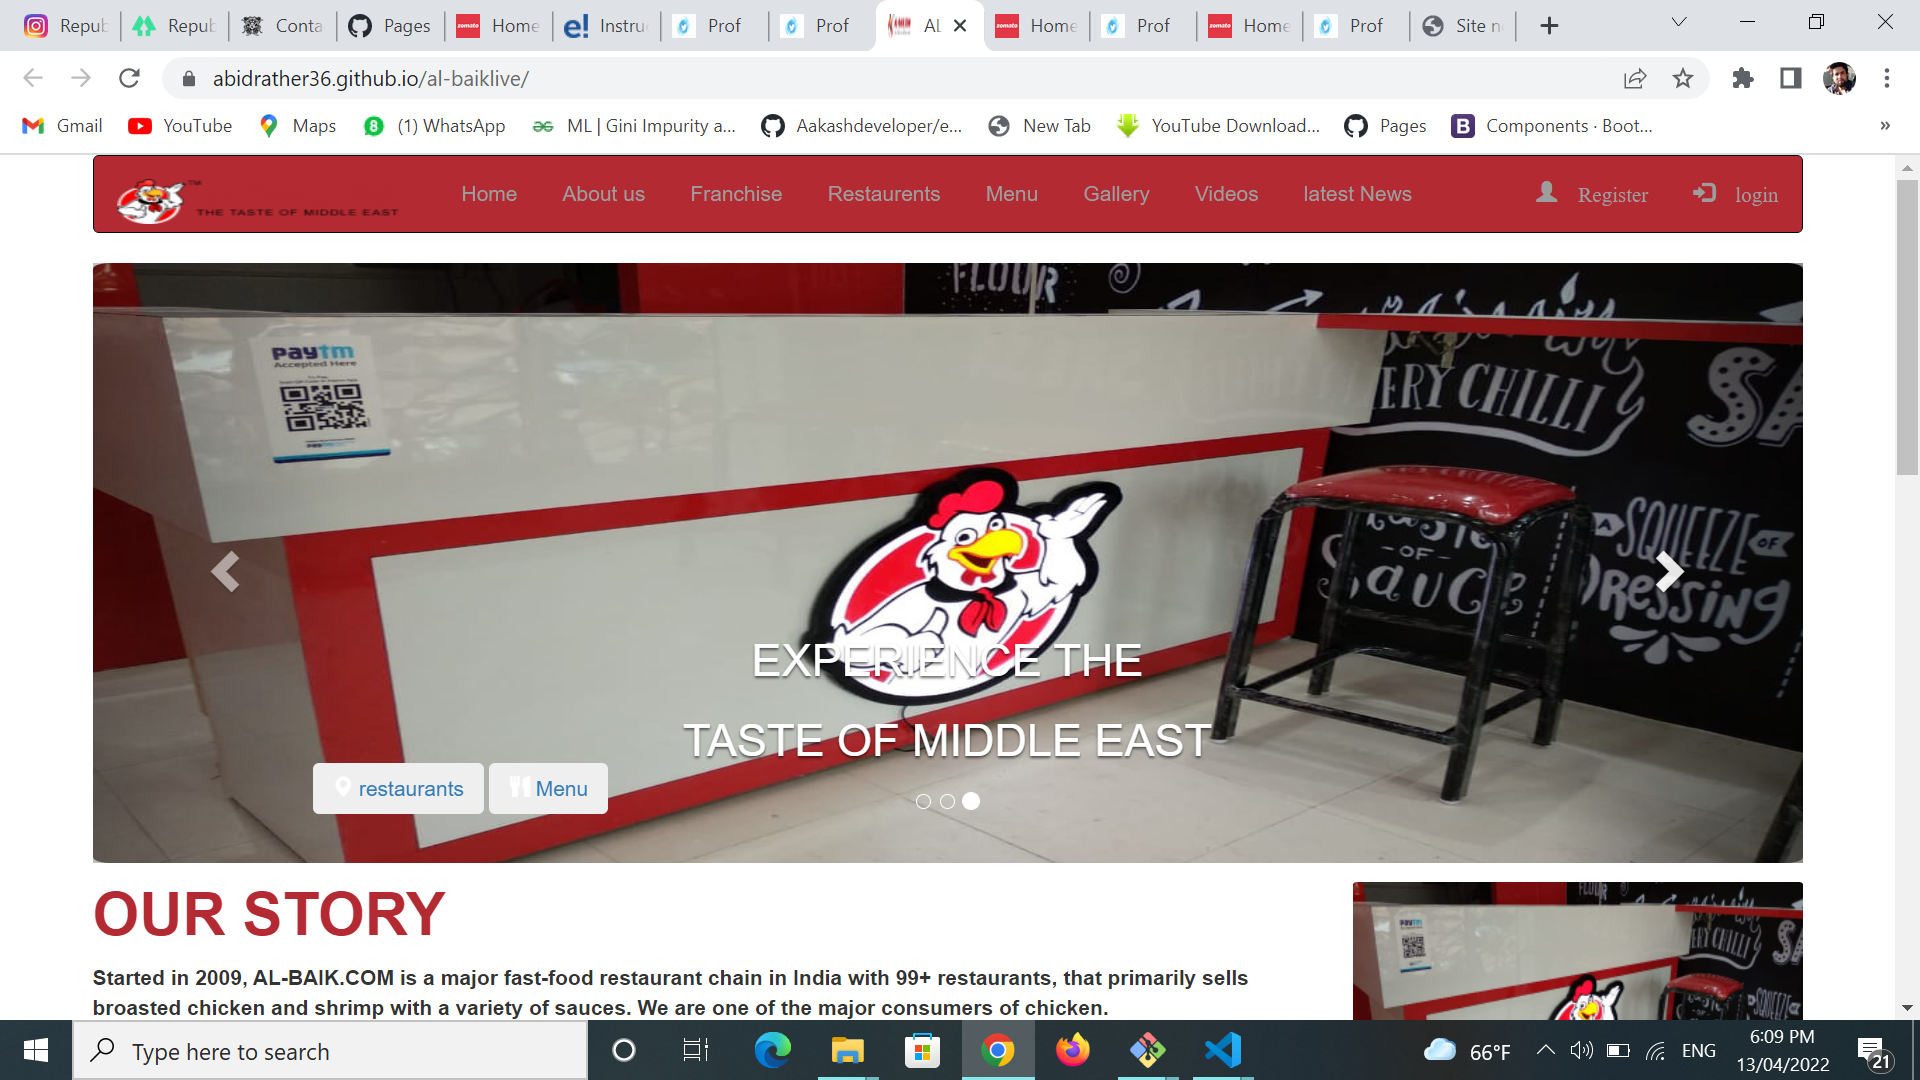 Repub
Repub
Conta
Pages
Home
Instru
Prof
Prof
AL
Home
Prof
Home
Prof
Site n
abidrather36.github.io/al-baiklive/
Gmail
YouTube
Maps
(1) WhatsApp
ML | Gini Impurity a...
Aakashdeveloper/e...
New Tab
YouTube Download...
Pages
Components · Boot...
THE TASTE OF MIDDLE EAST
Home
About us
Franchise
Restaurents
Menu
Gallery
Videos
latest News
Register
login
FLOUR
paytm
Accepted Here
ERY CHILLI
SA
A SQUEEZE OF
DRESSING
-OF-
SAUCE
EXPERIENCE THE
TASTE OF MIDDLE EAST
restaurants
Menu
OUR STORY
Started in 2009, AL-BAIK.COM is a major fast-food restaurant chain in India with 99+ restaurants, that primarily sells
broasted chicken and shrimp with a variety of sauces. We are one of the major consumers of chicken.
Type here to search
66°F
ENG
6:09 PM
13/04/2022
21